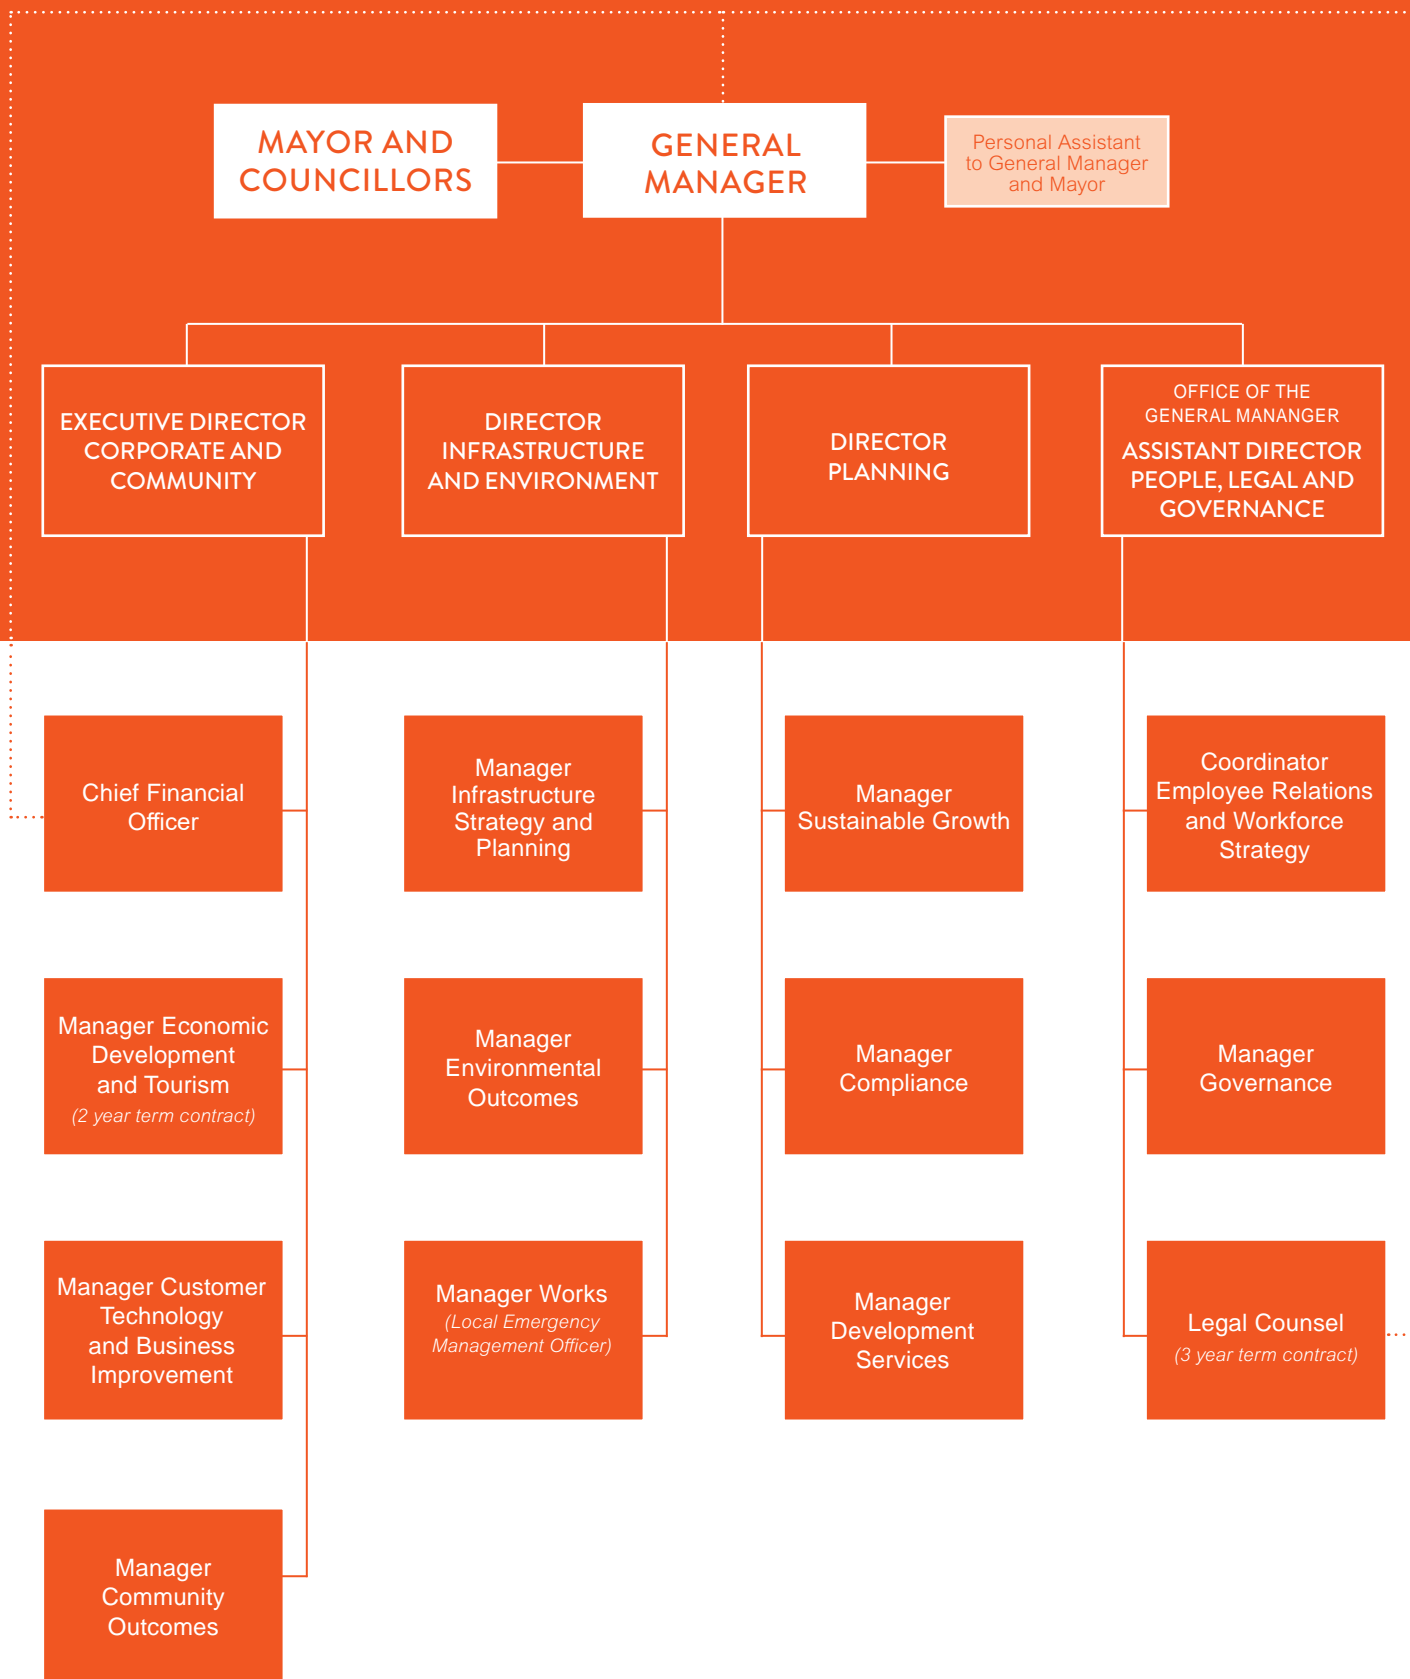 MAYOR AND
COUNCILLORS
GENERAL
MANAGER
Personal Assistant
to General Manager
and Mayor
EXECUTIVE DIRECTOR
CORPORATE AND
COMMUNITY
DIRECTOR
INFRASTRUCTURE
AND ENVIRONMENT
DIRECTOR
PLANNING
OFFICE OF THE
GENERAL MANANGER
ASSISTANT DIRECTOR
PEOPLE, LEGAL AND
GOVERNANCE
Chief Financial
Officer
Manager
Infrastructure
Strategy and
Planning
Manager
Sustainable Growth
Coordinator
Employee Relations
and Workforce
Strategy
Manager Economic
Development
and Tourism
(2 year term contract)
Manager
Environmental
Outcomes
Manager
Compliance
Manager
Governance
Manager Customer
Technology
and Business
Improvement
Manager Works
(Local Emergency
Management Officer)
Manager
Development
Services
Legal Counsel
(3 year term contract)
Manager
Community
Outcomes